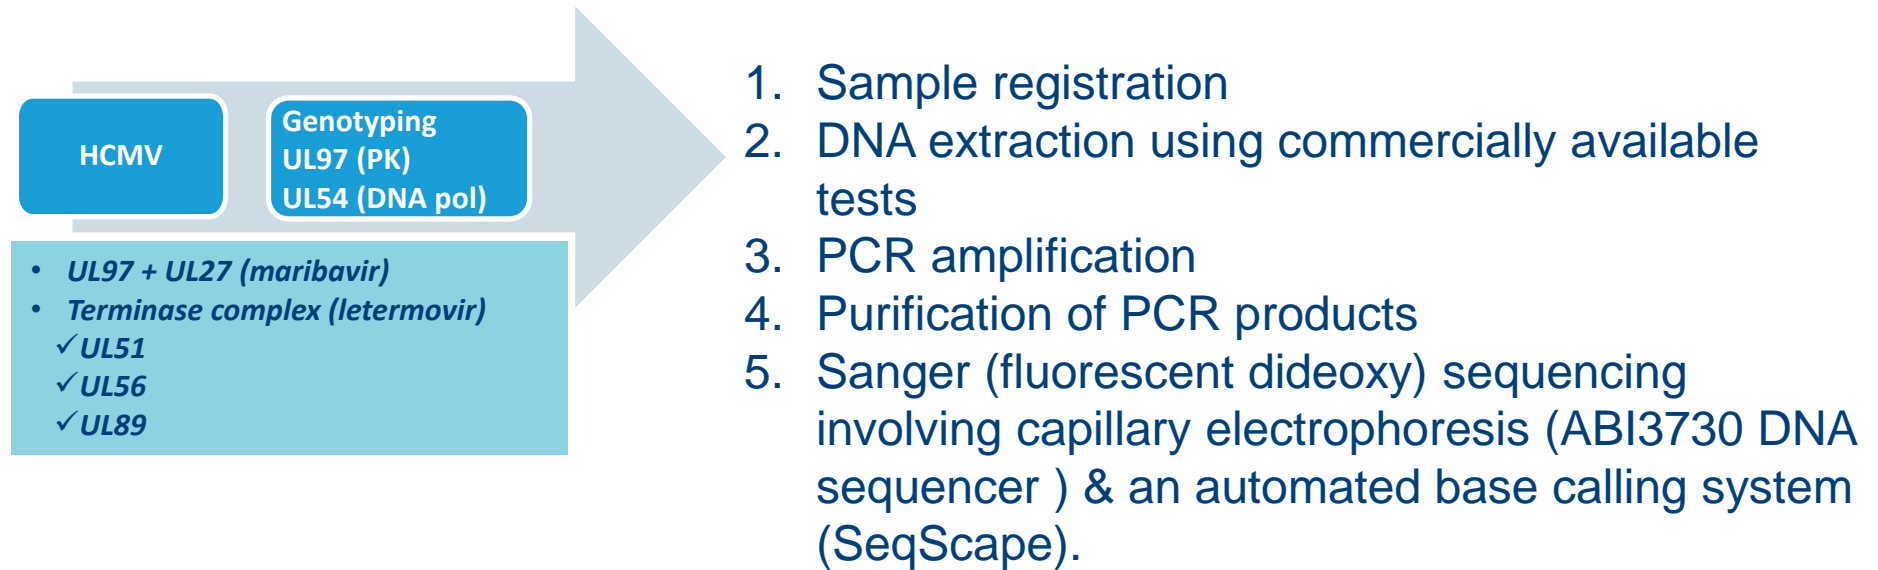 HCMV
Genotyping
UL97 (PK)
UL54 (DNA pol)
• UL97 + UL27 (maribavir)
• Terminase complex (letermovir)
✓UL51
✓UL56
✓UL89
1. Sample registration
2. DNA extraction using commercially available
tests
3. PCR amplification
4. Purification of PCR products
5. Sanger (fluorescent dideoxy) sequencing
involving capillary electrophoresis (ABI3730 DNA
sequencer ) & an automated base calling system
(SeqScape).